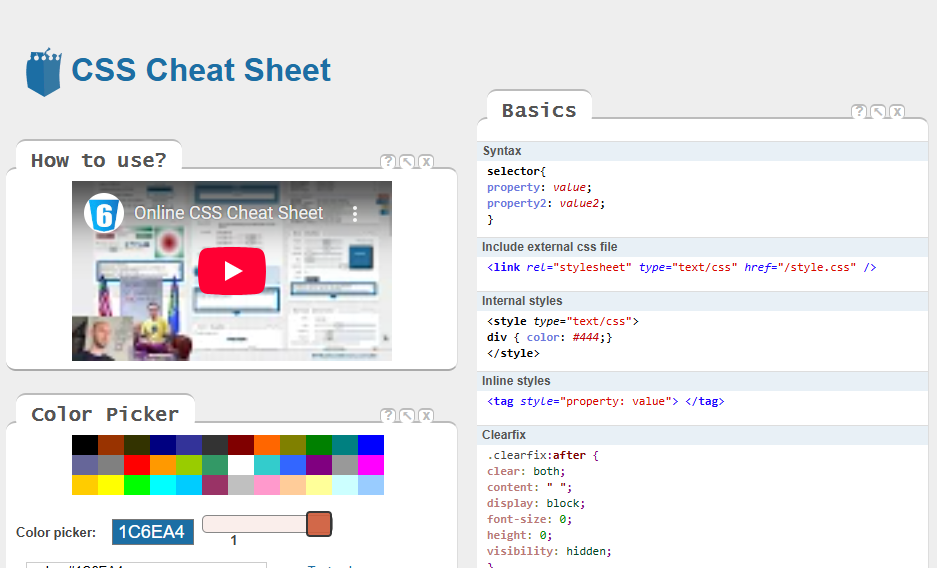 CSS Cheat Sheet
How to use?
? x
6 Online CSS Cheat Sheet
Color Picker
? x
Color picker: 1C6EA4
1
Basics
? x
Syntax
selector{
property: value;
property2: value2;
}
Include external css file
<link rel="stylesheet" type="text/css" href="/style.css" />
Internal styles
<style type="text/css">
div { color: #444;}
</style>
Inline styles
<tag style="property: value"> </tag>
Clearfix
.clearfix:after {
clear: both;
content: " ";
display: block;
font-size: 0;
height: 0;
visibility: hidden;
}